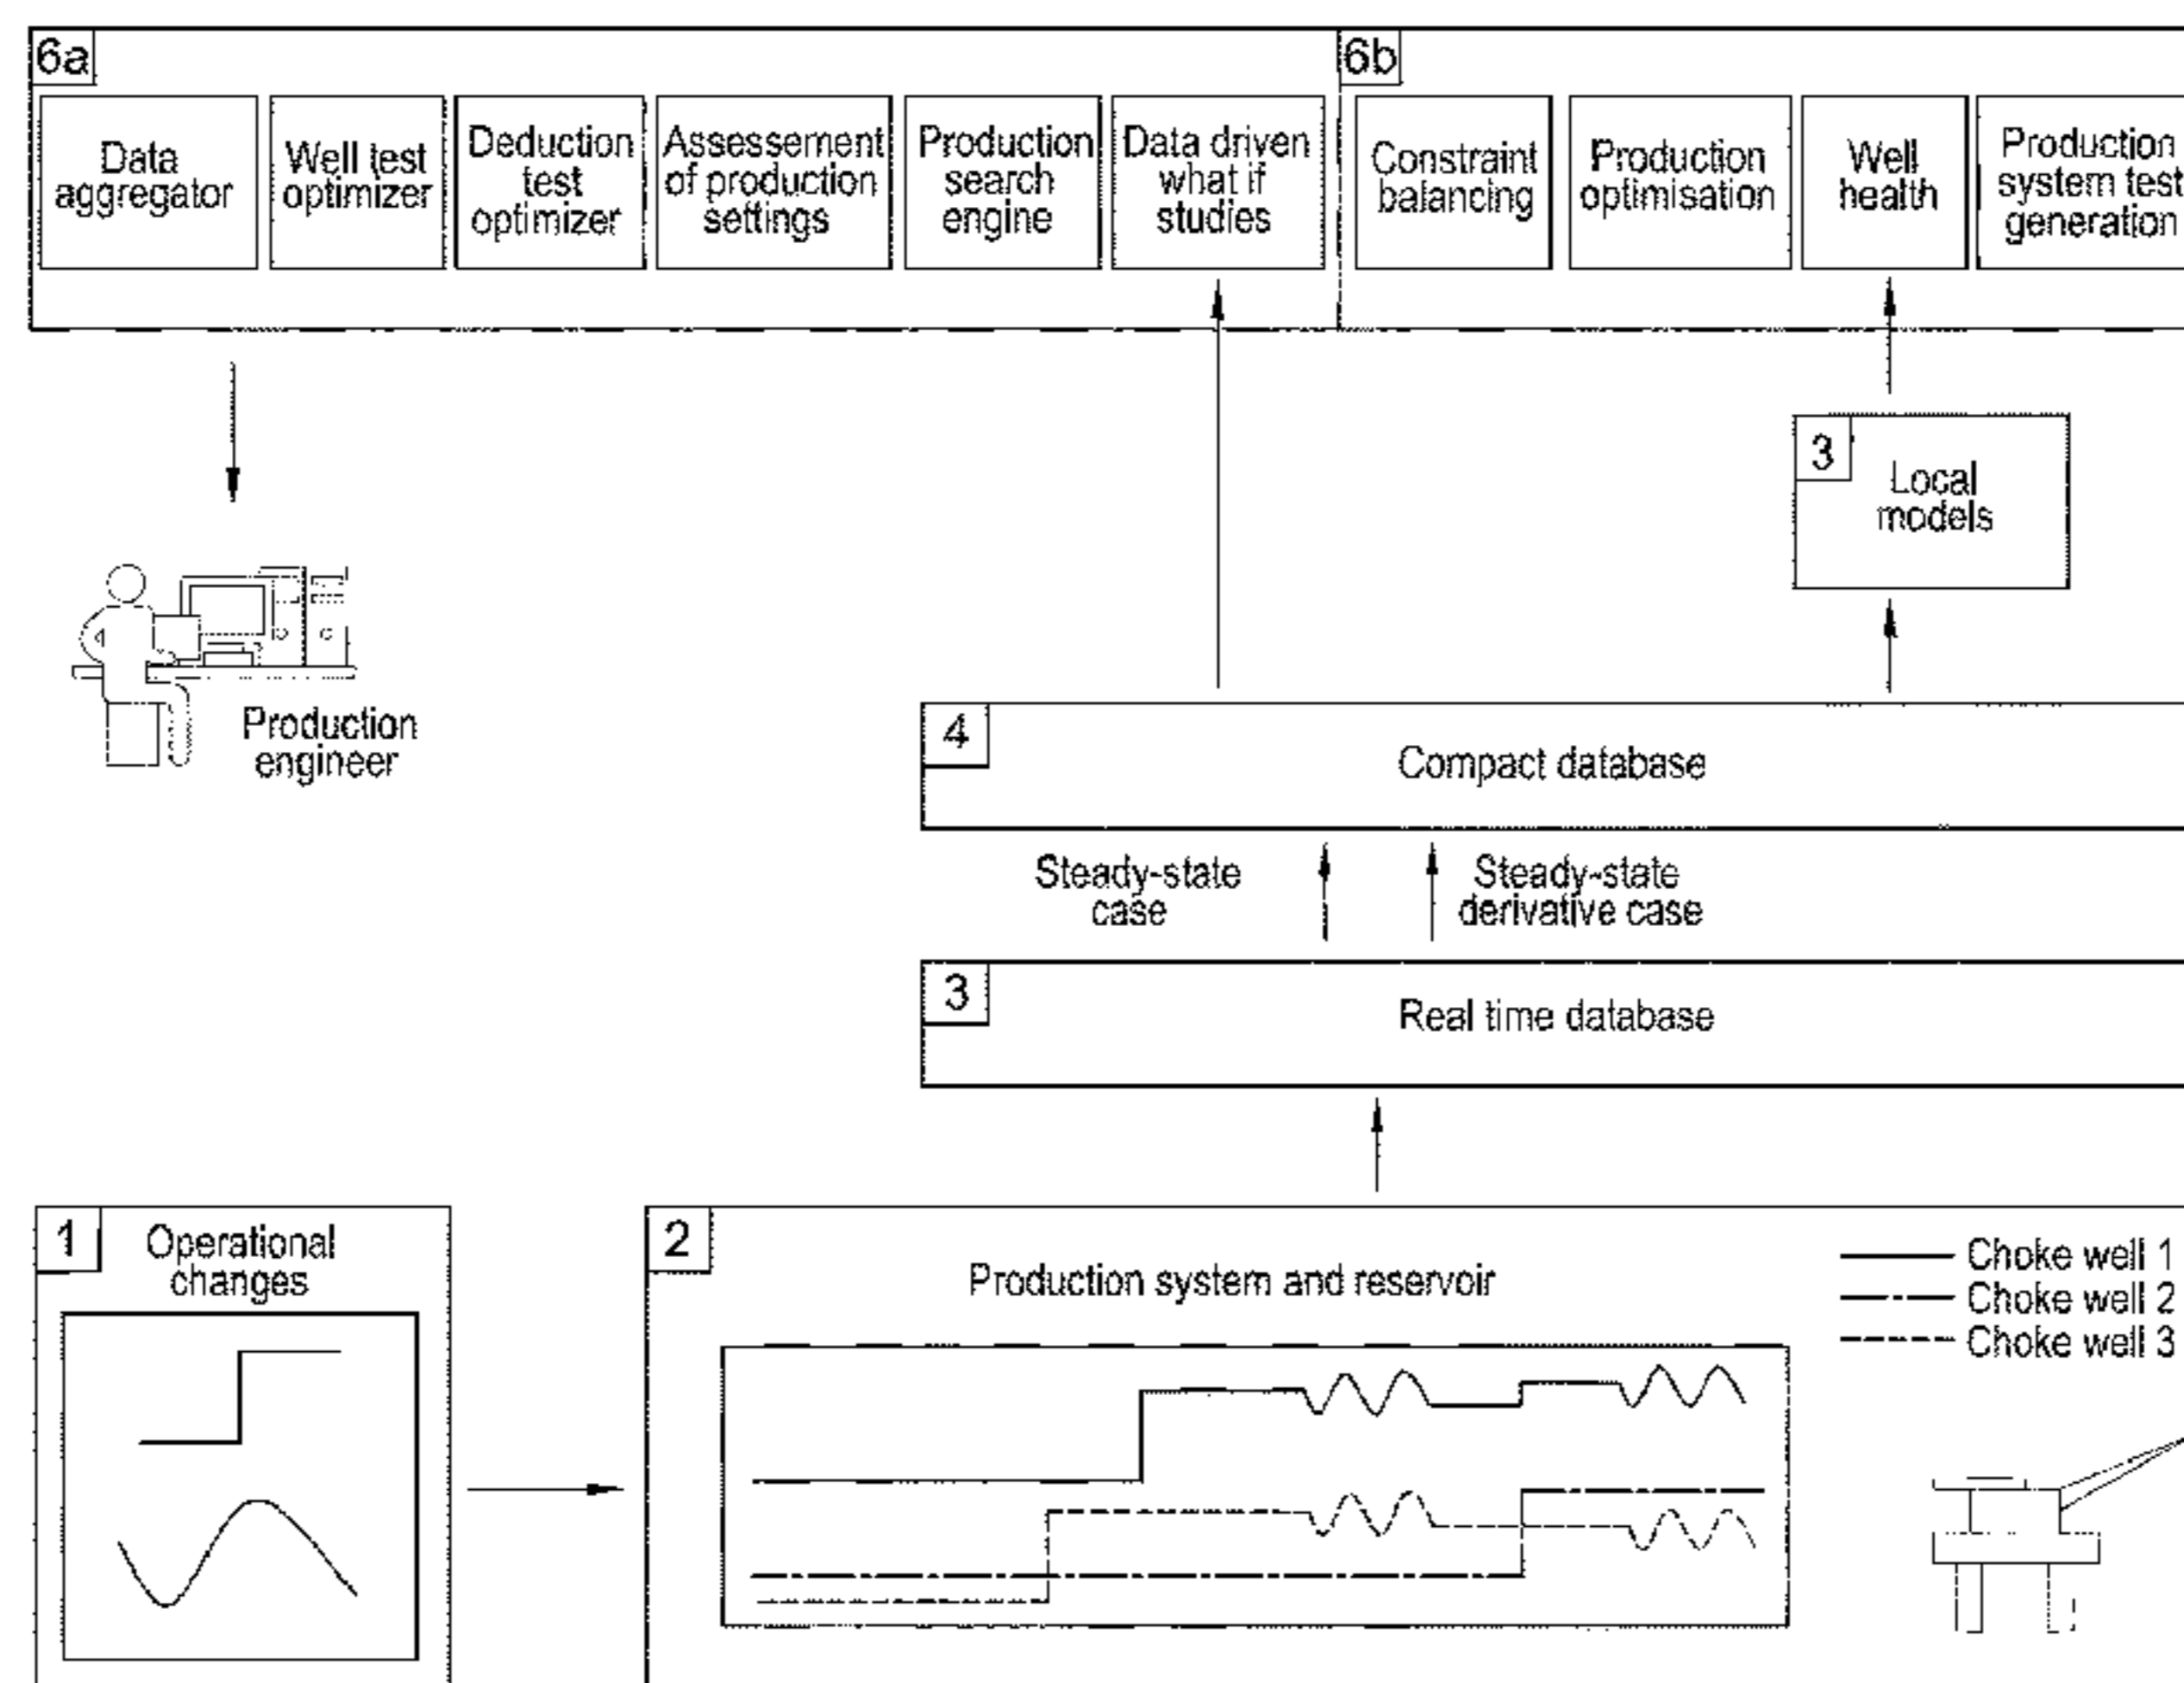 6a
Data
aggregator
Well test
optimizer
Deduction
test
optimizer
Assessement
of production
settings
Production
search
engine
Data driven
what if
studies
6b
Constraint
balancing
Production
optimisation
Well
health
Production
system test
generation
3
Local
models
Production
engineer
4
Compact database
Steady-state
case
Steady-state
derivative case
3
Real time database
1
Operational
changes
2
Production system and reservoir
Choke well 1
Choke well 2
Choke well 3